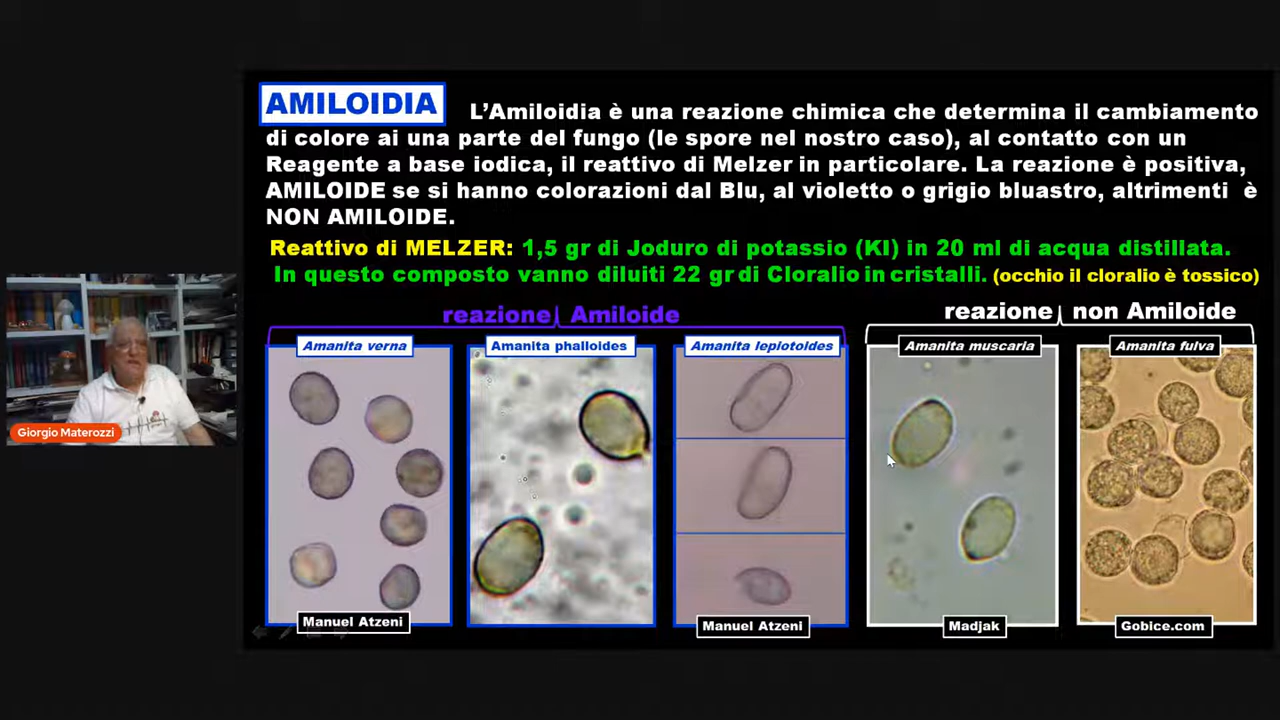 AMILOIDIA L'Amiloidia è una reazione chimica che determina il cambiamento
di colore ai una parte del fungo (le spore nel nostro caso), al contatto con un
Reagente a base iodica, il reattivo di Melzer in particolare. La reazione è positiva,
AMILOIDE se si hanno colorazioni dal Blu, al violetto o grigio bluastro, altrimenti è
NON AMILOIDE.
Reattivo di MELZER: 1,5 gr di Joduro di potassio (KI) in 20 ml di acqua distillata.
In questo composto vanno diluiti 22 gr di Cloralio in cristalli. (occhio il cloralio è tossico)
reazione Amiloide
reazione non Amiloide
Amanita verna
Amanita phalloides
Amanita lepiotoides
Amanita muscaria
Amanita fulva
Giorgio Materozzi
Manuel Atzeni
Manuel Atzeni
Madjak
Gobice.com